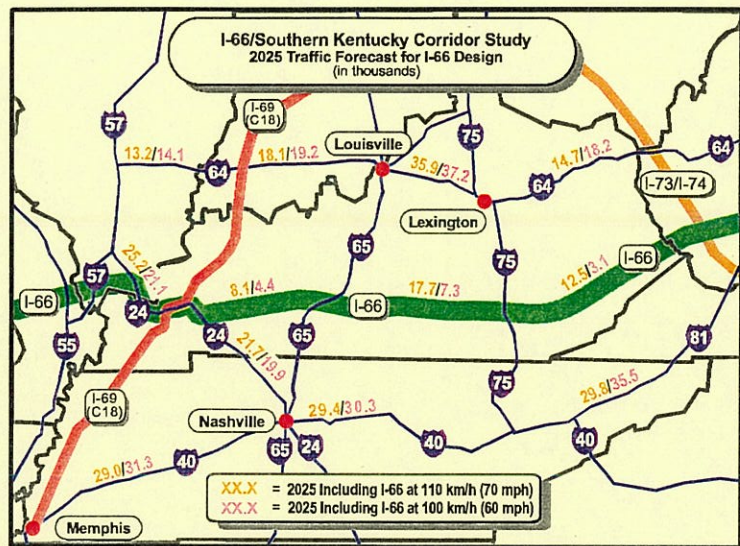 I-66/Southern Kentucky Corridor Study
2025 Traffic Forecast for I-66 Design
(in thousands)
I-69
(C18)
57
75
Louisville
13.2/14.1
64
18.1/19.2
35.9/37.2
14.7/18.2
64
64
I-73/I-74
Lexington
65
75
I-66
57
25.2/21.1
I-66
24
8.1/4.4
I-66
17.7/7.3
12.5/3.1
24
65
55
21.7/19.9
81
I-69
(C18)
75
29.8/35.5
Nashville
29.4/30.3
40
65
24
40
40
29.0/31.3
XX.X = 2025 Including I-66 at 110 km/h (70 mph)
XX.X = 2025 Including I-66 at 100 km/h (60 mph)
Memphis